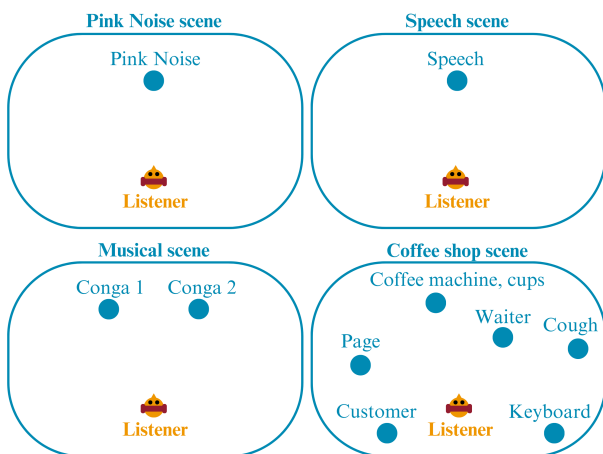 Pink Noise scene
Pink Noise
Listener
Speech scene
Speech
Listener
Musical scene
Conga 1 Conga 2
Listener
Coffee shop scene
Coffee machine, cups
Waiter
Cough
Page
Customer
Keyboard
Listener